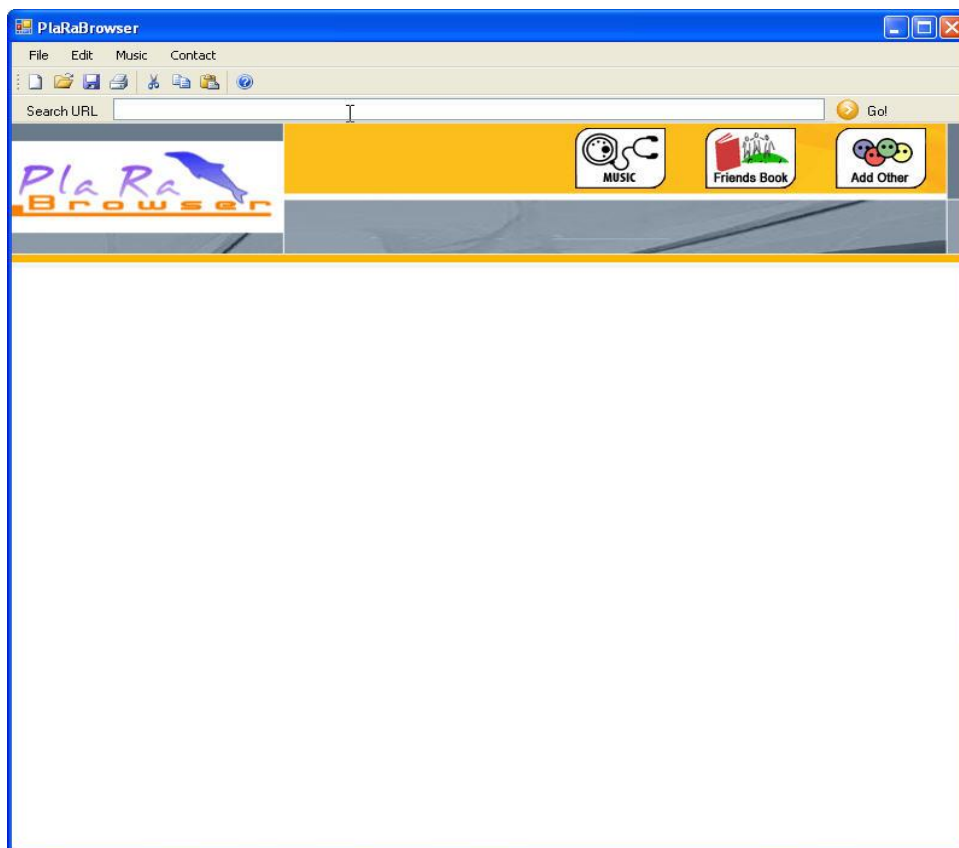 PlaRaBrowser
File Edit Music Contact
Search URL Go!
MUSIC Friends Book Add Other
Pla Ra
Browser